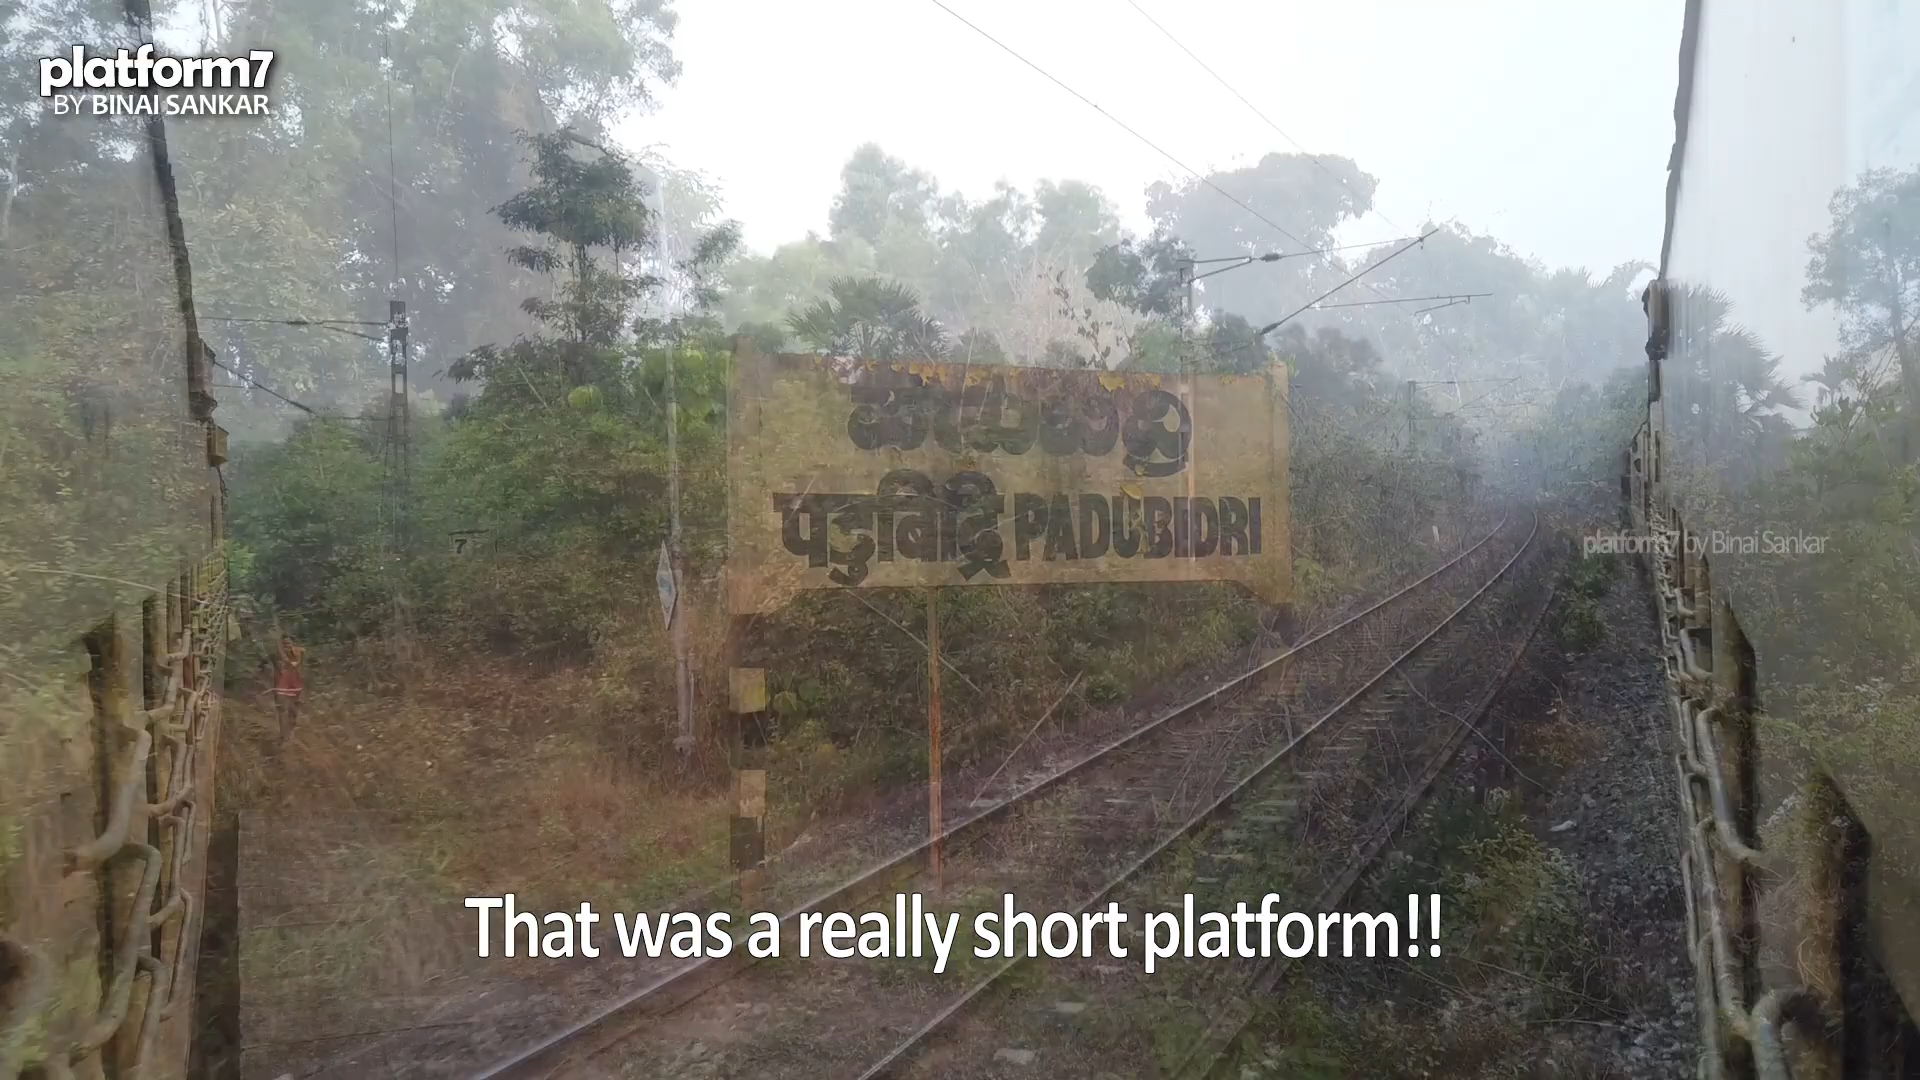 platform7
BY BINAI SANKAR
पडुबिद्रि PADUBIDRI
platform7 by Binai Sankar
That was a really short platform!!